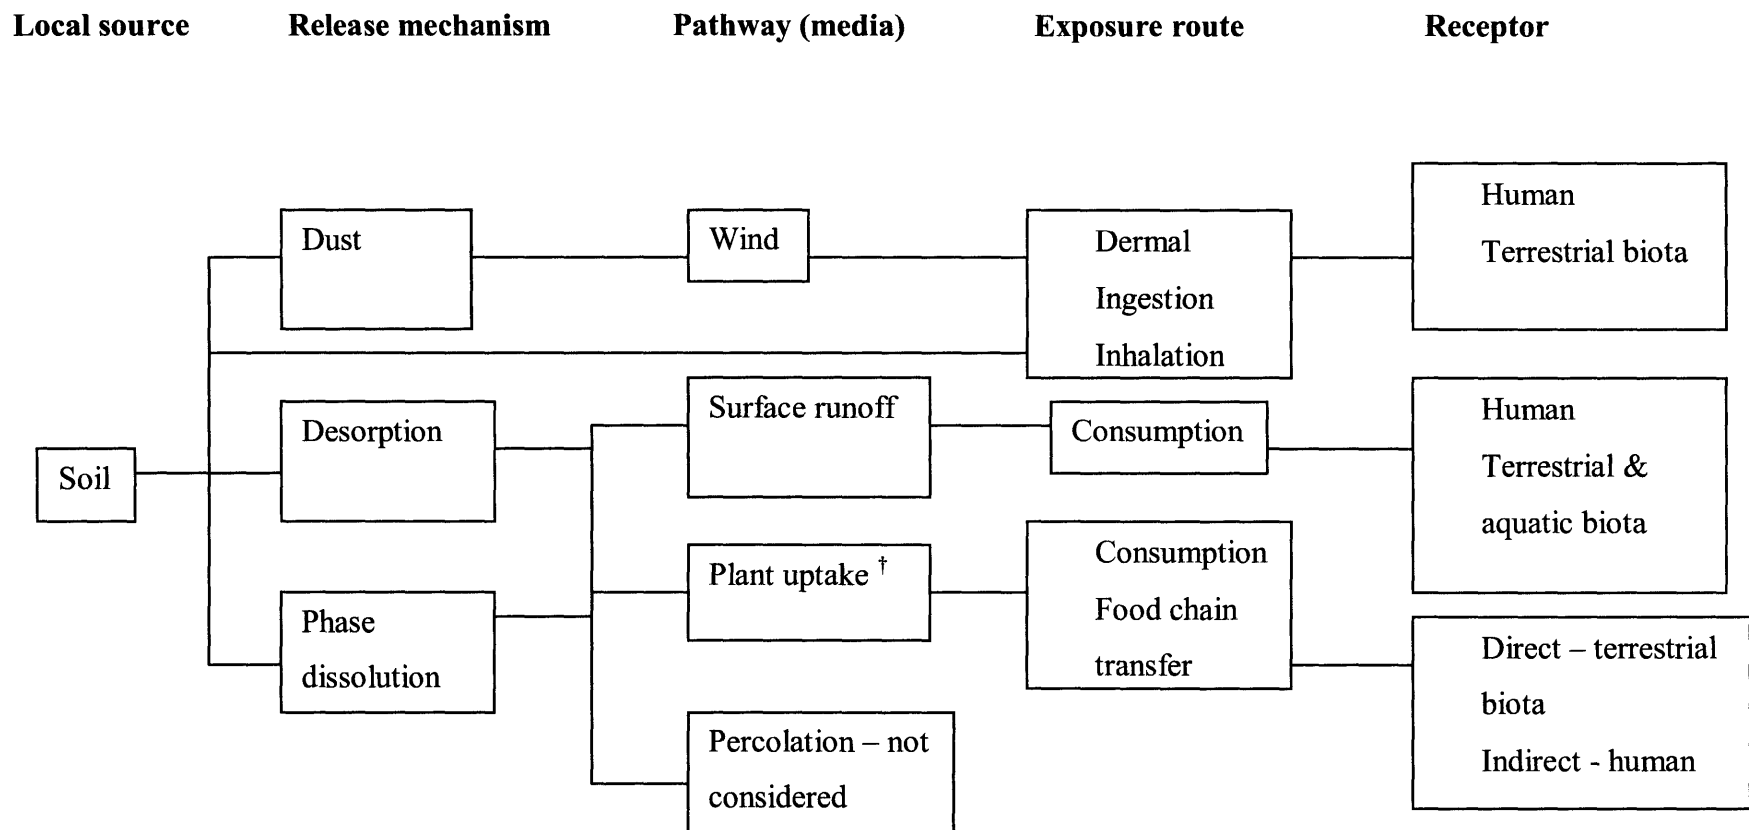 Local source
Release mechanism
Pathway (media)
Exposure route
Receptor
Dust
Wind
Dermal
Ingestion
Inhalation
Human
Terrestrial biota
Soil
Desorption
Surface runoff
Consumption
Human
Terrestrial &
aquatic biota
Phase
dissolution
Plant uptake †
Consumption
Food chain
transfer
Direct – terrestrial
biota
Indirect - human
Percolation – not
considered